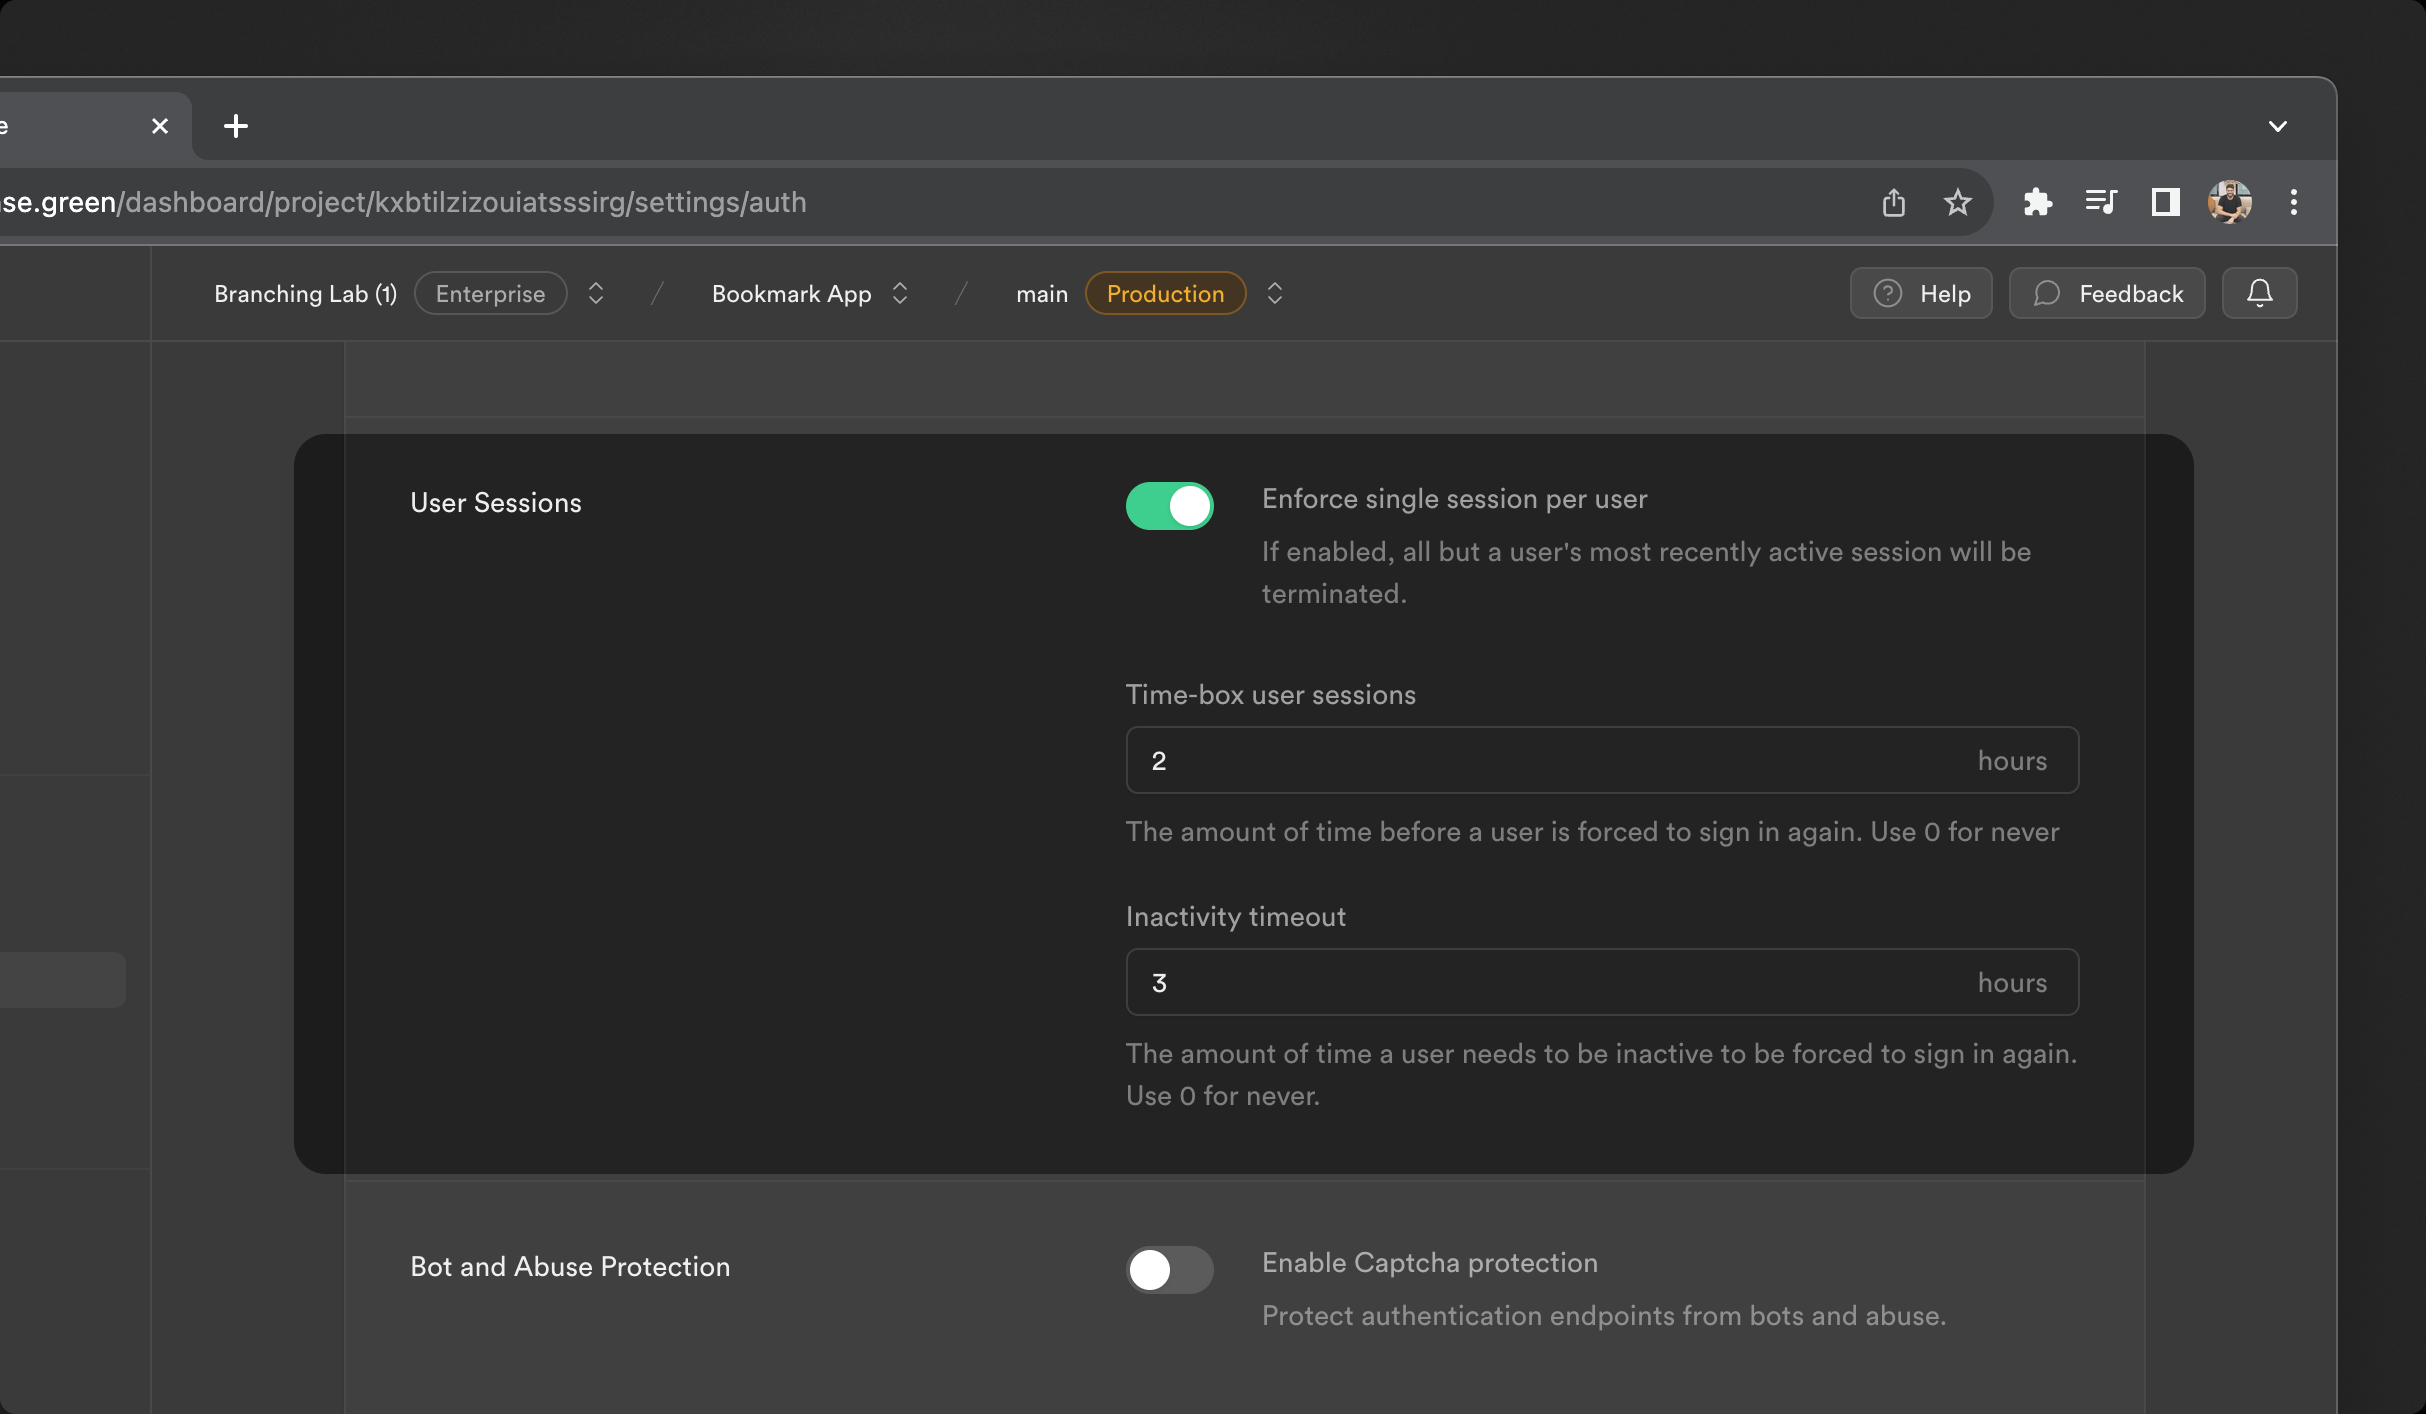 e
se.green/dashboard/project/kxbtilzizouiatsssirg/settings/auth
Branching Lab (1) Enterprise / Bookmark App / main Production Help Feedback
User Sessions
Enforce single session per user
If enabled, all but a user's most recently active session will be
terminated.
Time-box user sessions
2 hours
The amount of time before a user is forced to sign in again. Use 0 for never
Inactivity timeout
3 hours
The amount of time a user needs to be inactive to be forced to sign in again.
Use 0 for never.
Bot and Abuse Protection
Enable Captcha protection
Protect authentication endpoints from bots and abuse.